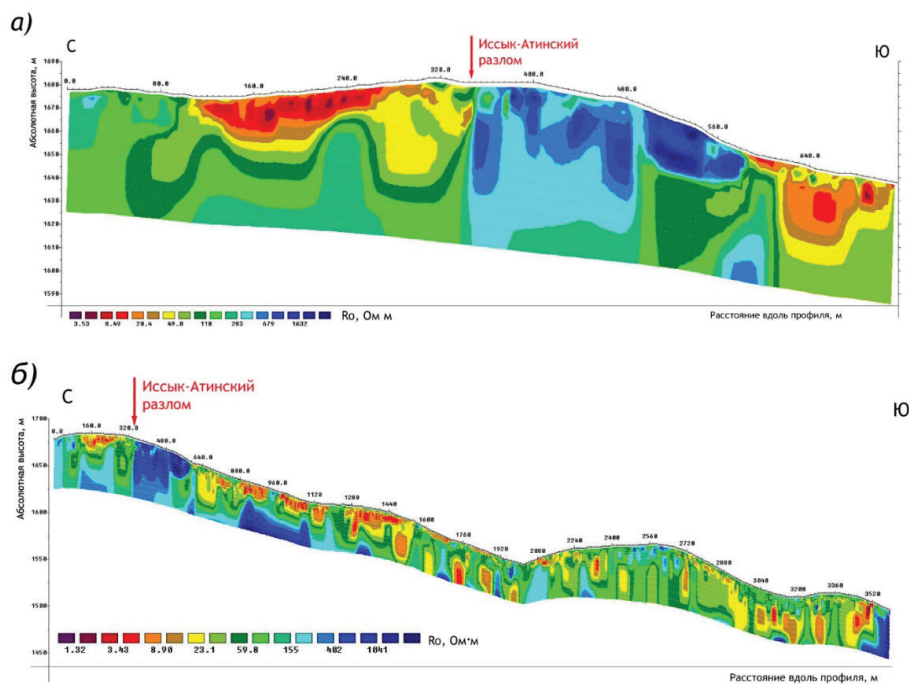 а)
С
Иссык-Атинский
разлом
Ю
Абсолютная высота, м
1690
1680
1670
1660
1650
1640
1630
1620
1610
1600
1590
0.0 80.0 160.0 240.0 320.0 400.0 480.0 560.0 640.0
3.53 8.49 20.4 49.0 118 283 679 1632
Ro, Ом м
Расстояние вдоль профиля, м
б)
С
Иссык-Атинский
разлом
Ю
Абсолютная высота, м
1700
1650
1600
1550
1500
1450
0.0 160.0 320.0 480.0 640.0 800.0 960.0 1120 1280 1440 1600 1760 1920 2080 2240 2400 2560 2720 2880 3040 3200 3360 3520
1.32 3.43 8.90 23.1 59.8 155 402 1041
Ro, Ом*м
Расстояние вдоль профиля, м